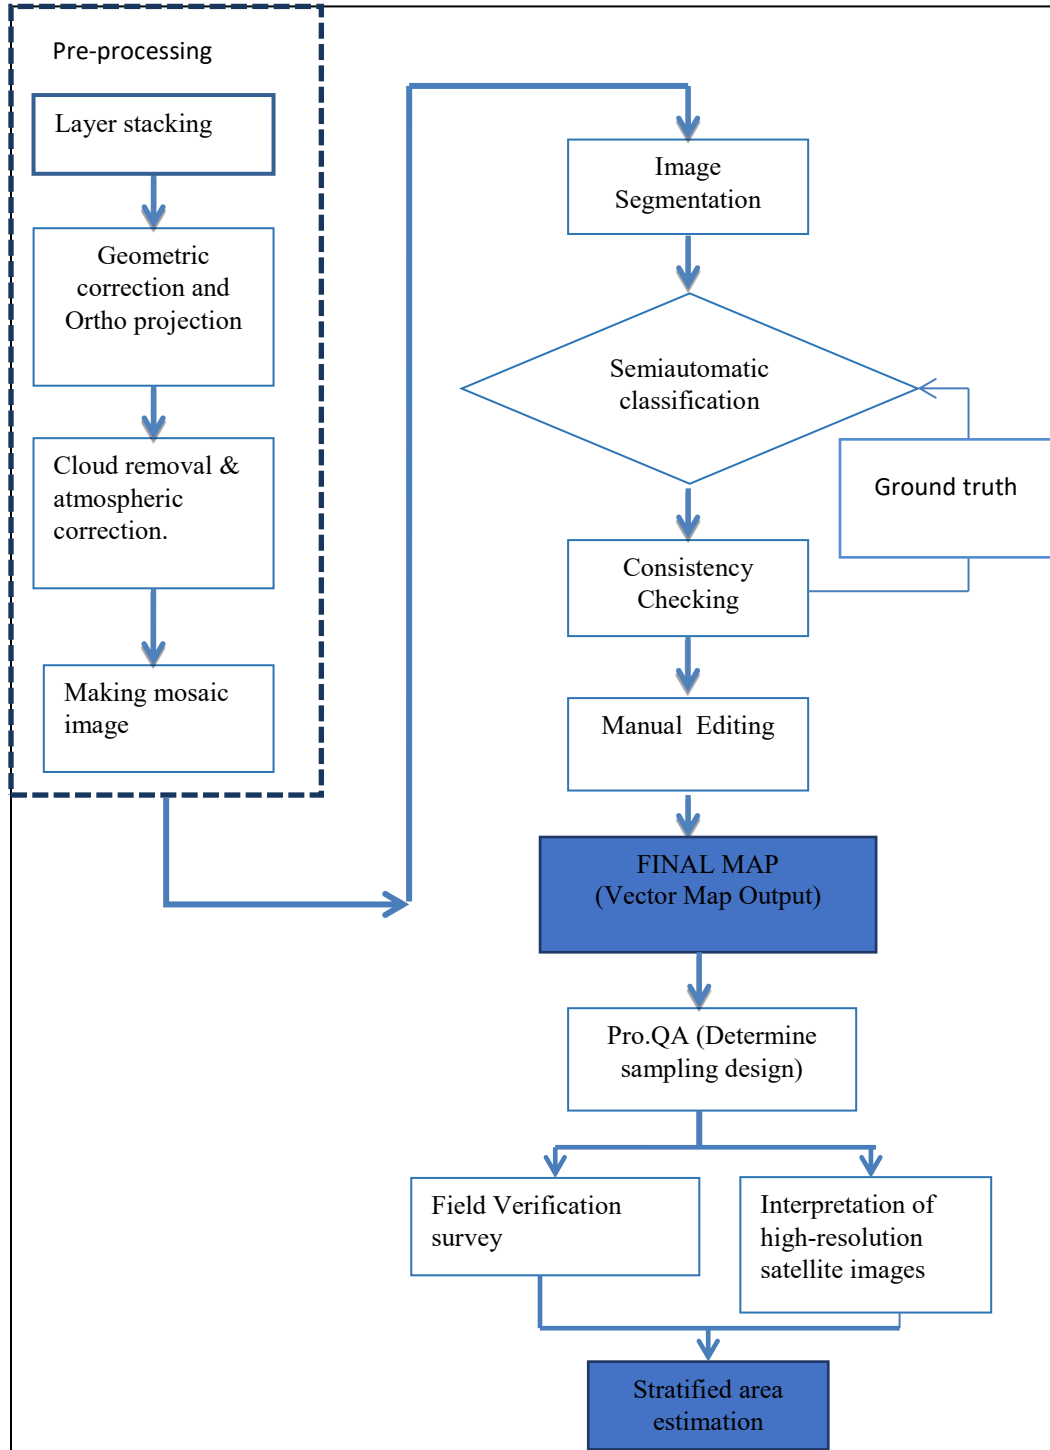 Pre-processing
Layer stacking
Geometric
correction and
Ortho projection
Cloud removal &
atmospheric
correction.
Making mosaic
image
Image
Segmentation
Semiautomatic
classification
Ground truth
Consistency
Checking
Manual  Editing
FINAL MAP
(Vector Map Output)
Pro.QA (Determine
sampling design)
Field Verification
survey
Interpretation of
high-resolution
satellite images
Stratified area
estimation